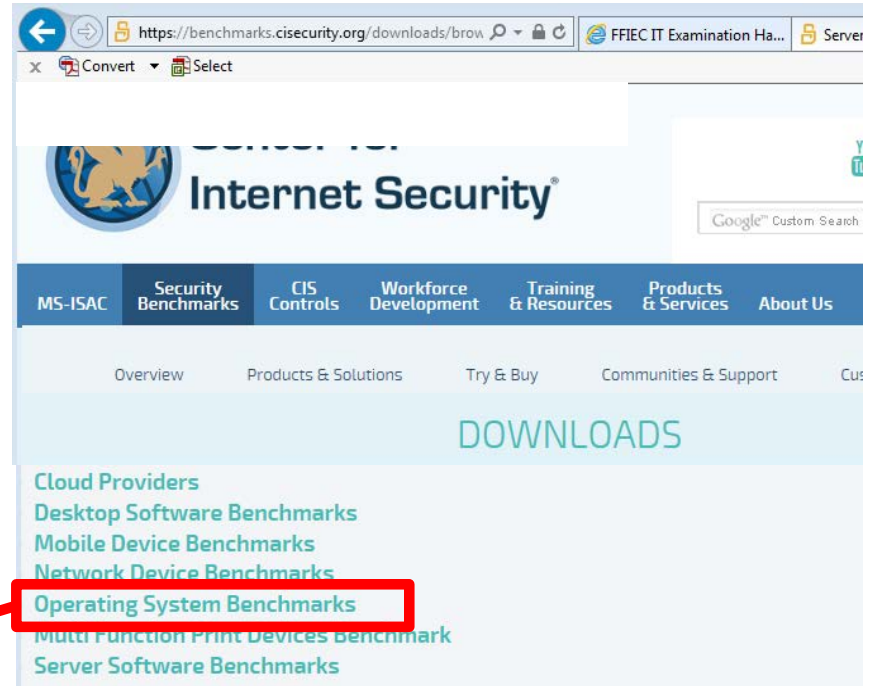 https://benchmarks.cisecurity.org/downloads/brow
FFIEC IT Examination Ha...
Server
x Convert Select
Internet Security®
Google™ Custom Search
MS-ISAC Security Benchmarks CIS Controls Workforce Development Training & Resources Products & Services About Us
Overview Products & Solutions Try & Buy Communities & Support Cus
DOWNLOADS
Cloud Providers
Desktop Software Benchmarks
Mobile Device Benchmarks
Network Device Benchmarks
Operating System Benchmarks
Multi Function Print Devices Benchmark
Server Software Benchmarks